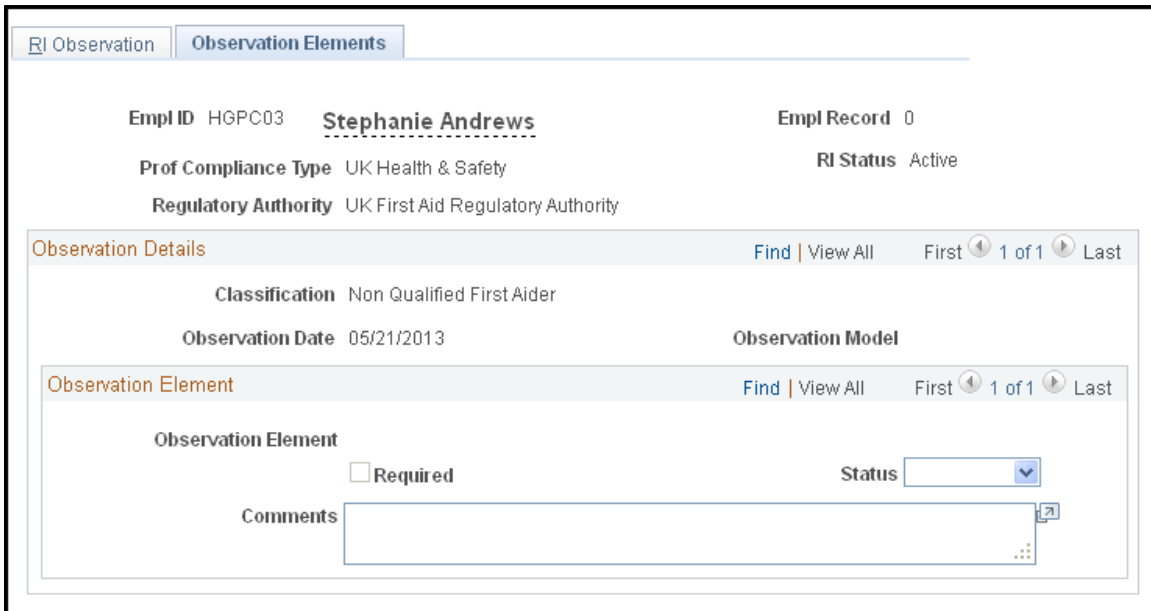 RI Observation Observation Elements
Empl ID HGPC03 Stephanie Andrews Empl Record 0
Prof Compliance Type UK Health & Safety RI Status Active
Regulatory Authority UK First Aid Regulatory Authority
Observation Details Find | View All First 1 of 1 Last
Classification Non Qualified First Aider
Observation Date 05/21/2013 Observation Model
Observation Element Find | View All First 1 of 1 Last
Observation Element
Required Status
Comments